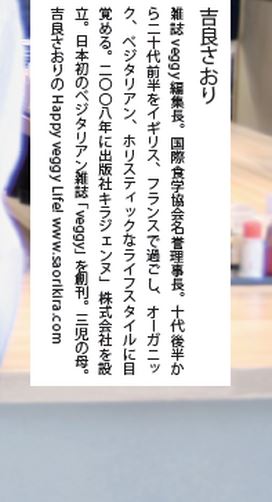 吉良さおり
雑誌 veggy 編集長。国際食学協会名誉理事長。十代後半か
ら二十代前半をイギリス、フランスで過ごし、オーガニッ
ク、ベジタリアン、ホリスティックなライフスタイルに目
覚める。二〇〇八年に出版社キラジェンヌ株式会社を設
立。日本初のベジタリアン雑誌「veggy」を創刊。三児の母。
吉良さおりの Happy veggy Life! www.saorikira.com